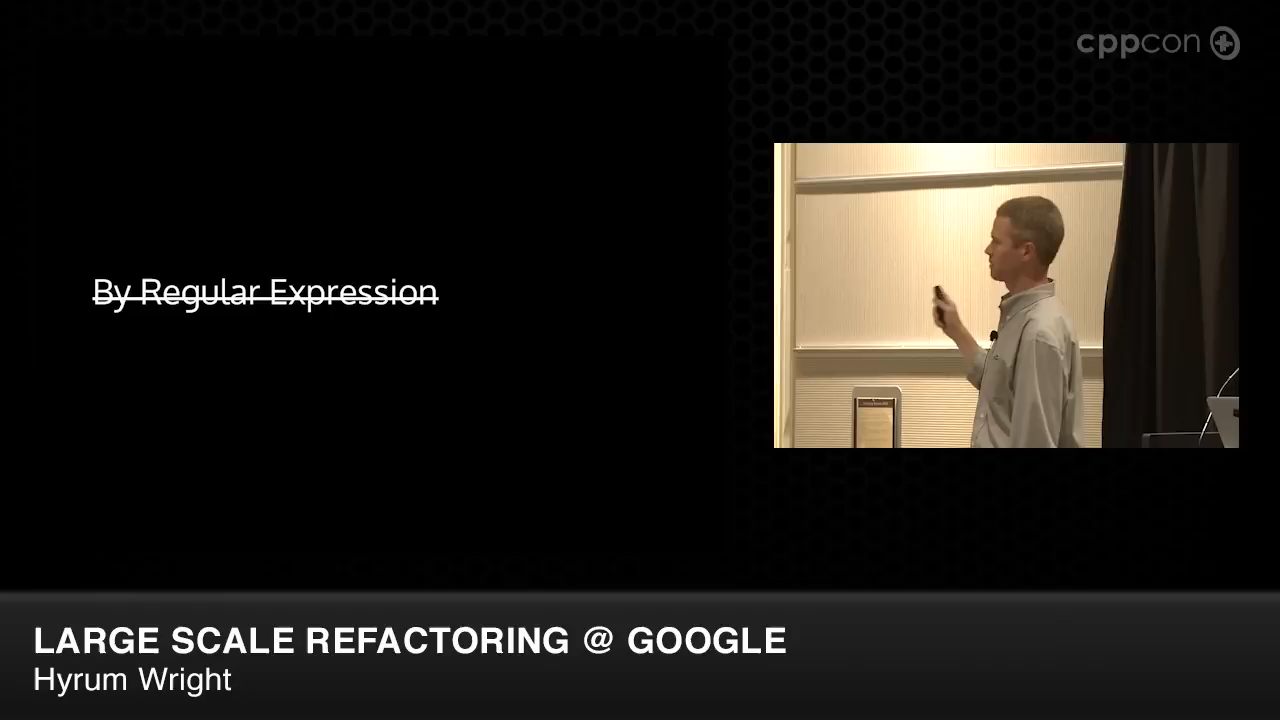 cppcon
By Regular Expression
LARGE SCALE REFACTORING @ GOOGLE
Hyrum Wright